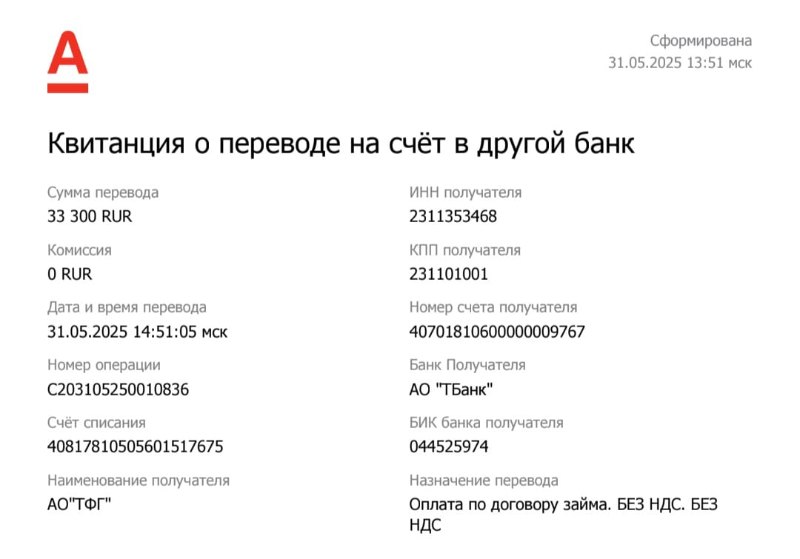 А
Сформирована
31.05.2025 13:51 мск
Квитанция о переводе на счёт в другой банк
Сумма перевода
33 300 RUR
Комиссия
0 RUR
Дата и время перевода
31.05.2025 14:51:05 мск
Номер операции
C203105250010836
Счёт списания
40817810505601517675
Наименование получателя
АО"ТФГ"
ИНН получателя
2311353468
КПП получателя
231101001
Номер счета получателя
40701810600000009767
Банк Получателя
АО "ТБанк"
БИК банка получателя
044525974
Назначение перевода
Оплата по договору займа. БЕЗ НДС. БЕЗ
НДС